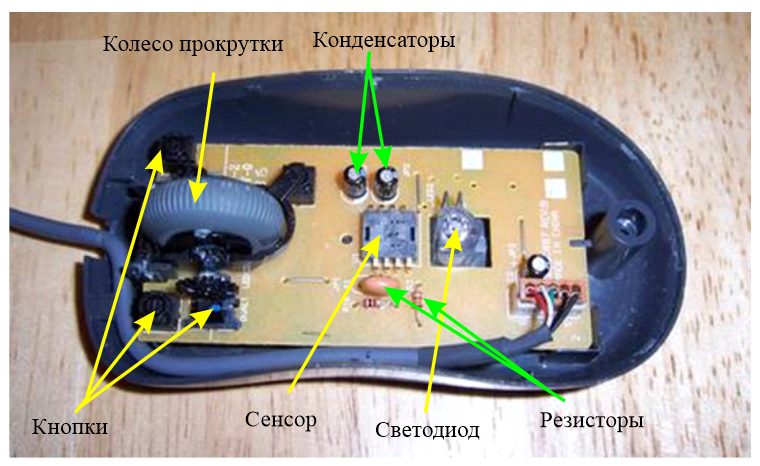 Колесо прокрутки
Конденсаторы
Кнопки
Сенсор
Светодиод
Резисторы